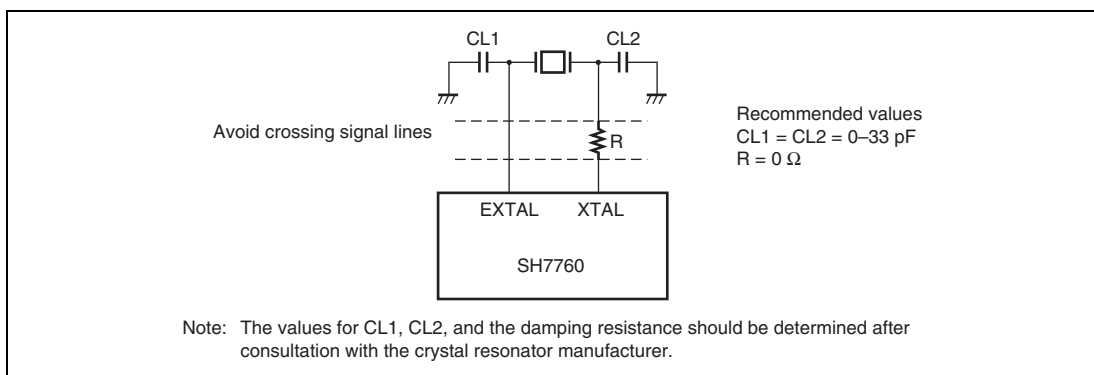 CL1
CL2
Avoid crossing signal lines
R
Recommended values
CL1 = CL2 = 0–33 pF
R = 0 Ω
EXTAL
XTAL
SH7760
Note: The values for CL1, CL2, and the damping resistance should be determined after
consultation with the crystal resonator manufacturer.